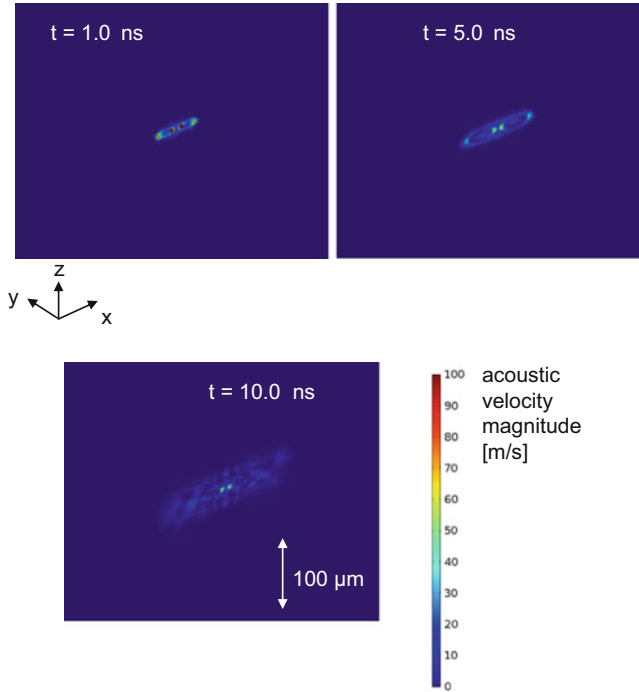 t = 1.0 ns
t = 5.0 ns
z
y
x
t = 10.0 ns
100 µm
100
90
80
70
60
50
40
30
20
10
0
acoustic
velocity
magnitude
[m/s]